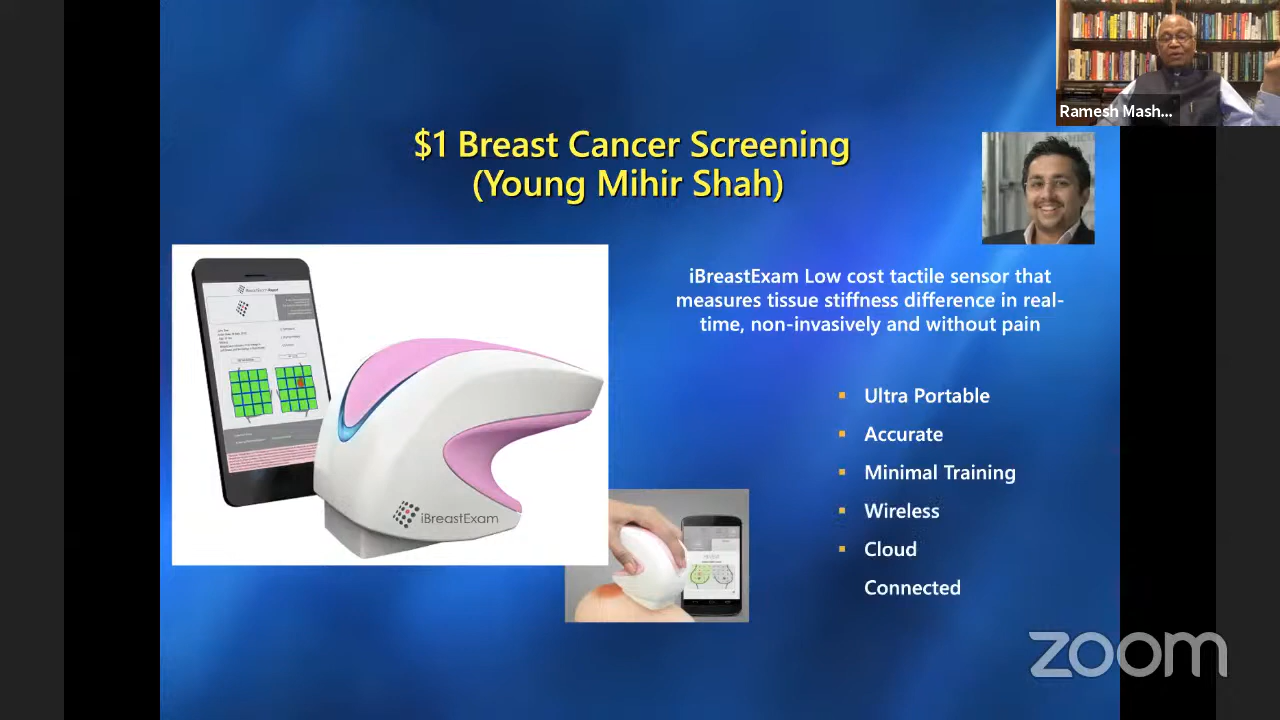 Ramesh Mash...
$1 Breast Cancer Screening
(Young Mihir Shah)
iBreastExam Low cost tactile sensor that
measures tissue stiffness difference in real-
time, non-invasively and without pain
▪ Ultra Portable
▪ Accurate
▪ Minimal Training
▪ Wireless
▪ Cloud
Connected
iBreastExam
zoom